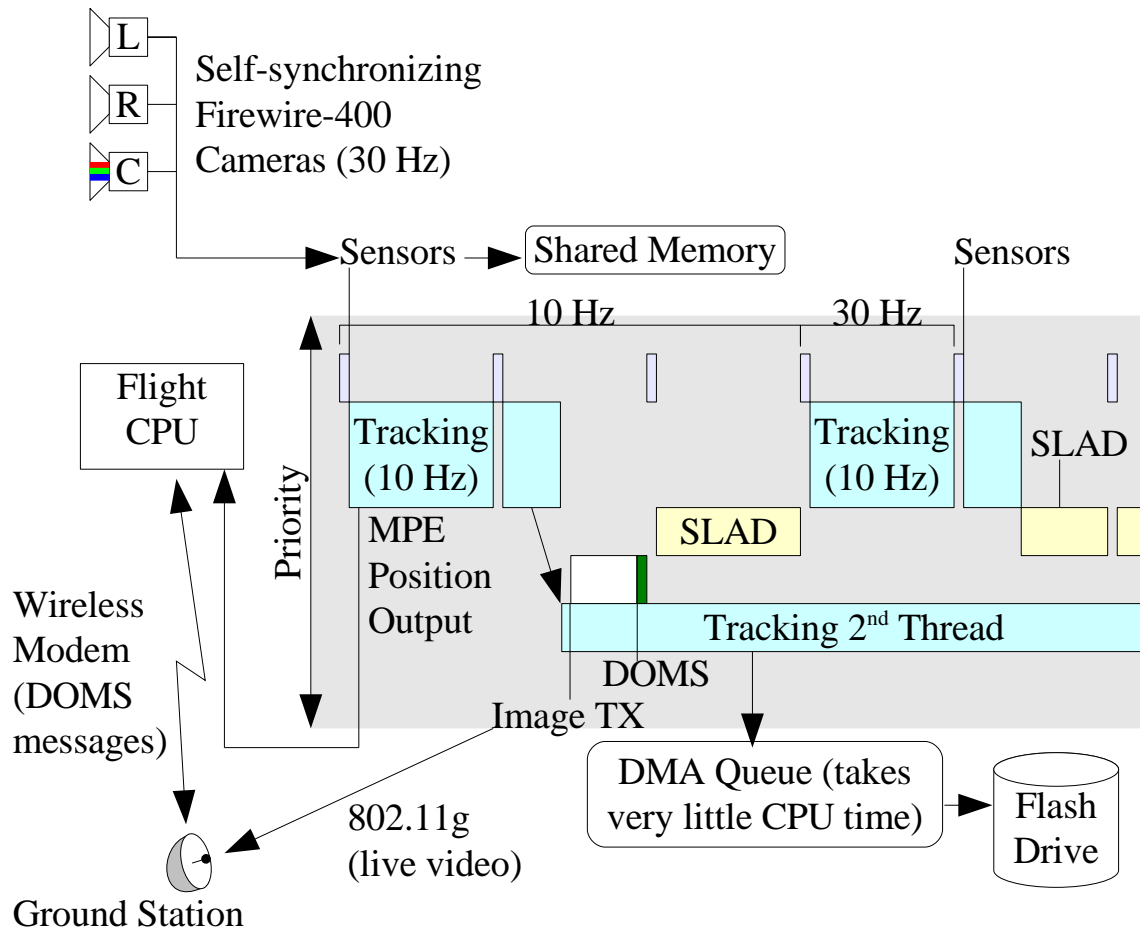 L
R
C
Self-synchronizing
Firewire-400
Cameras (30 Hz)
Sensors
Shared Memory
Sensors
10 Hz
30 Hz
Flight
CPU
Priority
Tracking
(10 Hz)
Tracking
(10 Hz)
SLAD
MPE
Position
Output
SLAD
Wireless
Modem
(DOMS
messages)
Tracking 2nd Thread
DOMS
Image TX
DMA Queue (takes
very little CPU time)
Flash
Drive
802.11g
(live video)
Ground Station